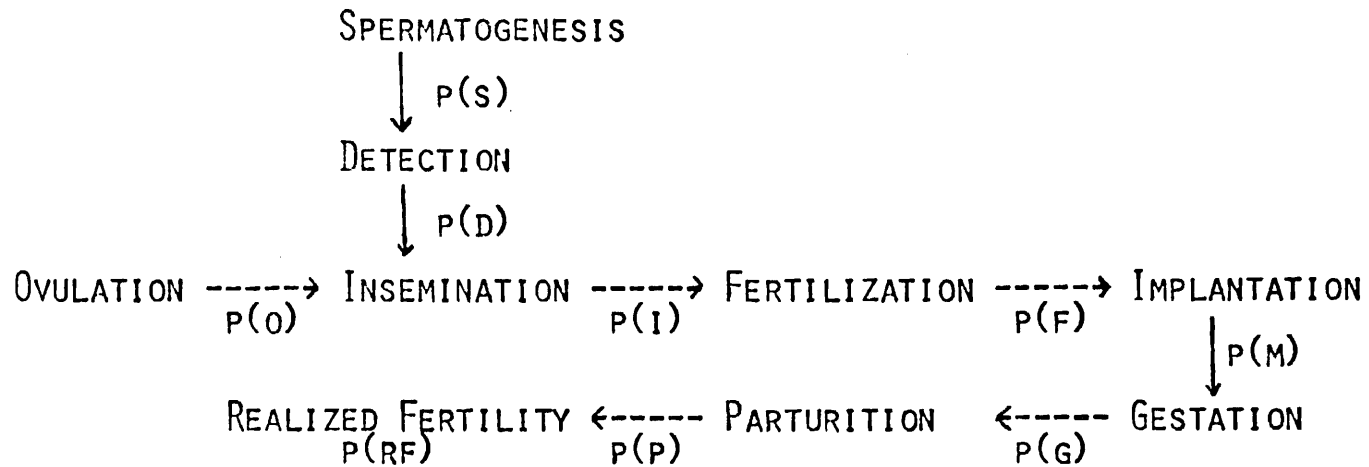 SPERMATOGENESIS
P(S)
DETECTION
P(D)
OVULATION INSEMINATION FERTILIZATION IMPLANTATION
P(O) P(I) P(F)
P(M)
REALIZED FERTILITY PARTURITION GESTATION
P(RF) P(P) P(G)